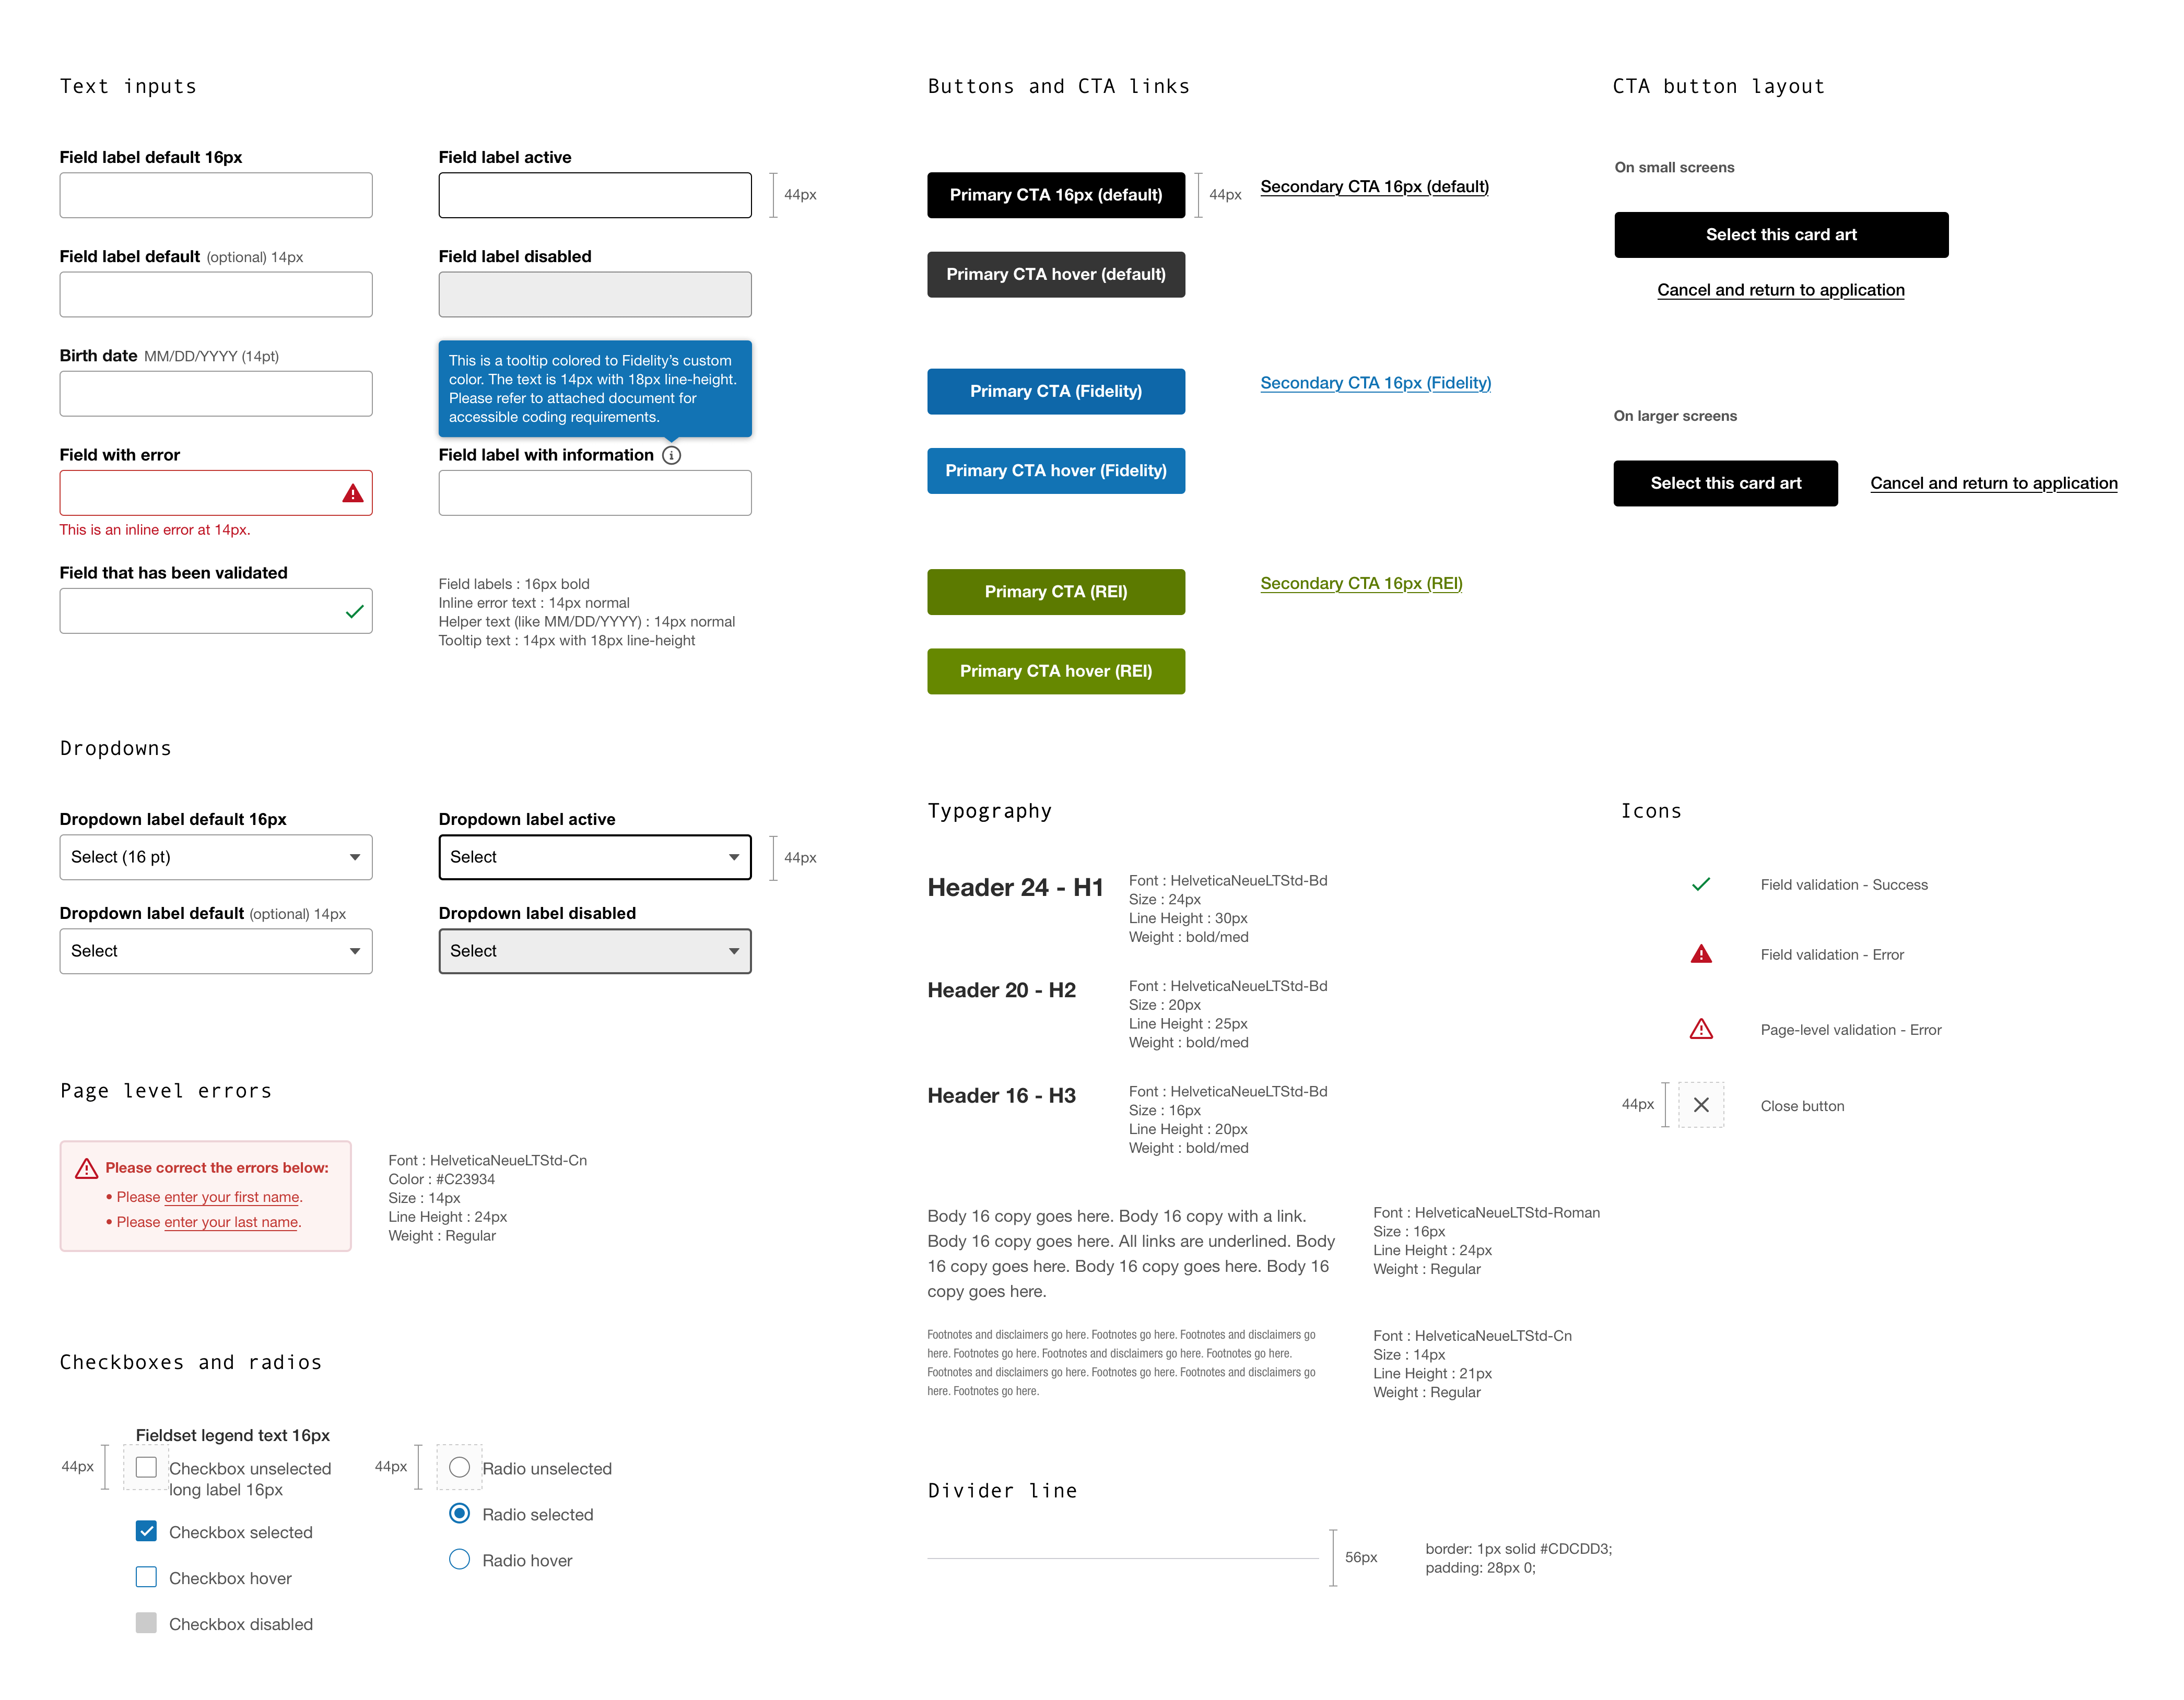 Text inputs
Field label default 16px
Field label active
44px
Field label default (optional) 14px
Field label disabled
Birth date MM/DD/YYYY (14pt)
This is a tooltip colored to Fidelity’s custom
color. The text is 14px with 18px line-height.
Please refer to attached document for
accessible coding requirements.
Field with error
This is an inline error at 14px.
Field label with information
Field that has been validated
Field labels : 16px bold
Inline error text : 14px normal
Helper text (like MM/DD/YYYY) : 14px normal
Tooltip text : 14px with 18px line-height
Dropdowns
Dropdown label default 16px
Select (16 pt)
Dropdown label active
Select
44px
Dropdown label default (optional) 14px
Select
Dropdown label disabled
Select
Page level errors
Please correct the errors below:
• Please enter your first name.
• Please enter your last name.
Font : HelveticaNeueLTStd-Cn
Color : #C23934
Size : 14px
Line Height : 24px
Weight : Regular
Checkboxes and radios
Fieldset legend text 16px
44px
Checkbox unselected
long label 16px
Checkbox selected
Checkbox hover
Checkbox disabled
44px
Radio unselected
Radio selected
Radio hover
Buttons and CTA links
Primary CTA 16px (default)
44px
Secondary CTA 16px (default)
Primary CTA hover (default)
Primary CTA (Fidelity)
Secondary CTA 16px (Fidelity)
Primary CTA hover (Fidelity)
Primary CTA (REI)
Secondary CTA 16px (REI)
Primary CTA hover (REI)
CTA button layout
On small screens
Select this card art
Cancel and return to application
On larger screens
Select this card art
Cancel and return to application
Typography
Header 24 - H1
Font : HelveticaNeueLTStd-Bd
Size : 24px
Line Height : 30px
Weight : bold/med
Header 20 - H2
Font : HelveticaNeueLTStd-Bd
Size : 20px
Line Height : 25px
Weight : bold/med
Header 16 - H3
Font : HelveticaNeueLTStd-Bd
Size : 16px
Line Height : 20px
Weight : bold/med
Body 16 copy goes here. Body 16 copy with a link.
Body 16 copy goes here. All links are underlined. Body
16 copy goes here. Body 16 copy goes here. Body 16
copy goes here.
Font : HelveticaNeueLTStd-Roman
Size : 16px
Line Height : 24px
Weight : Regular
Footnotes and disclaimers go here. Footnotes go here. Footnotes and disclaimers go
here. Footnotes go here. Footnotes and disclaimers go here. Footnotes go here.
Footnotes and disclaimers go here. Footnotes go here. Footnotes and disclaimers go
here. Footnotes go here.
Font : HelveticaNeueLTStd-Cn
Size : 14px
Line Height : 21px
Weight : Regular
Icons
Field validation - Success
Field validation - Error
Page-level validation - Error
44px
Close button
Divider line
56px
border: 1px solid #CDCDD3;
padding: 28px 0;